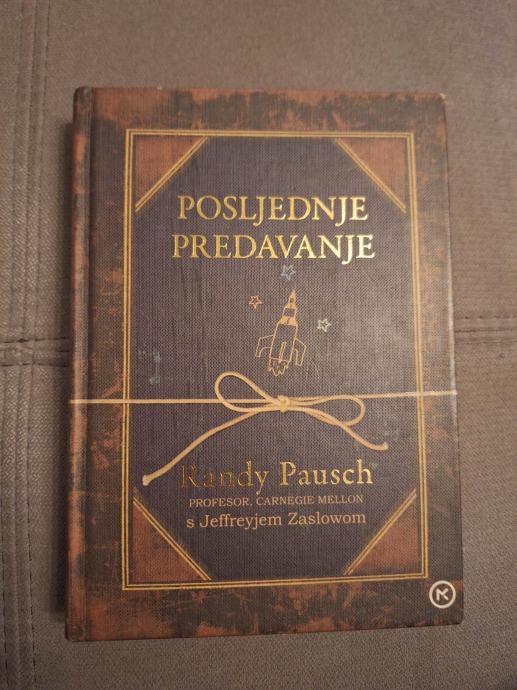 POSLJEDNJE
PREDAVANJE
Randy Pausch
PROFESOR, CARNEGIE MELLON
s Jeffreyjem Zaslowom